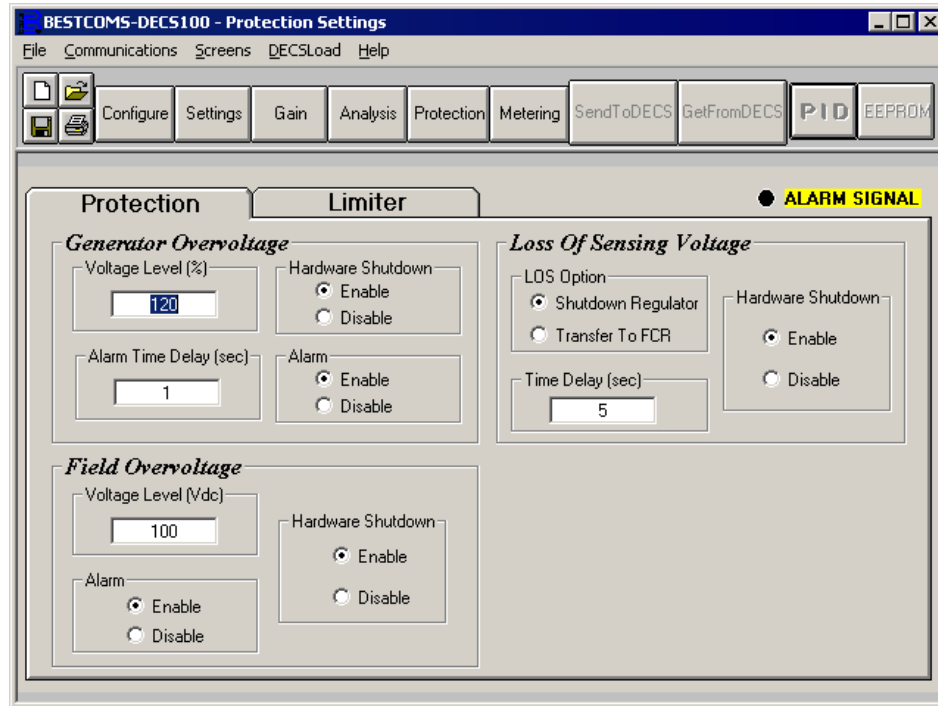 BESTCOMS-DECS100 - Protection Settings
File Communications Screens DECSLoad Help
Configure Settings Gain Analysis Protection Metering SendToDECS GetFromDECS PID EEPROM
Protection Limiter ALARM SIGNAL
Generator Overvoltage
Voltage Level (%)
120
Hardware Shutdown
Enable
Disable
Alarm Time Delay (sec)
1
Alarm
Enable
Disable
Loss Of Sensing Voltage
LOS Option
Shutdown Regulator
Transfer To FCR
Time Delay (sec)
5
Hardware Shutdown
Enable
Disable
Field Overvoltage
Voltage Level (Vdc)
100
Alarm
Enable
Disable
Hardware Shutdown
Enable
Disable